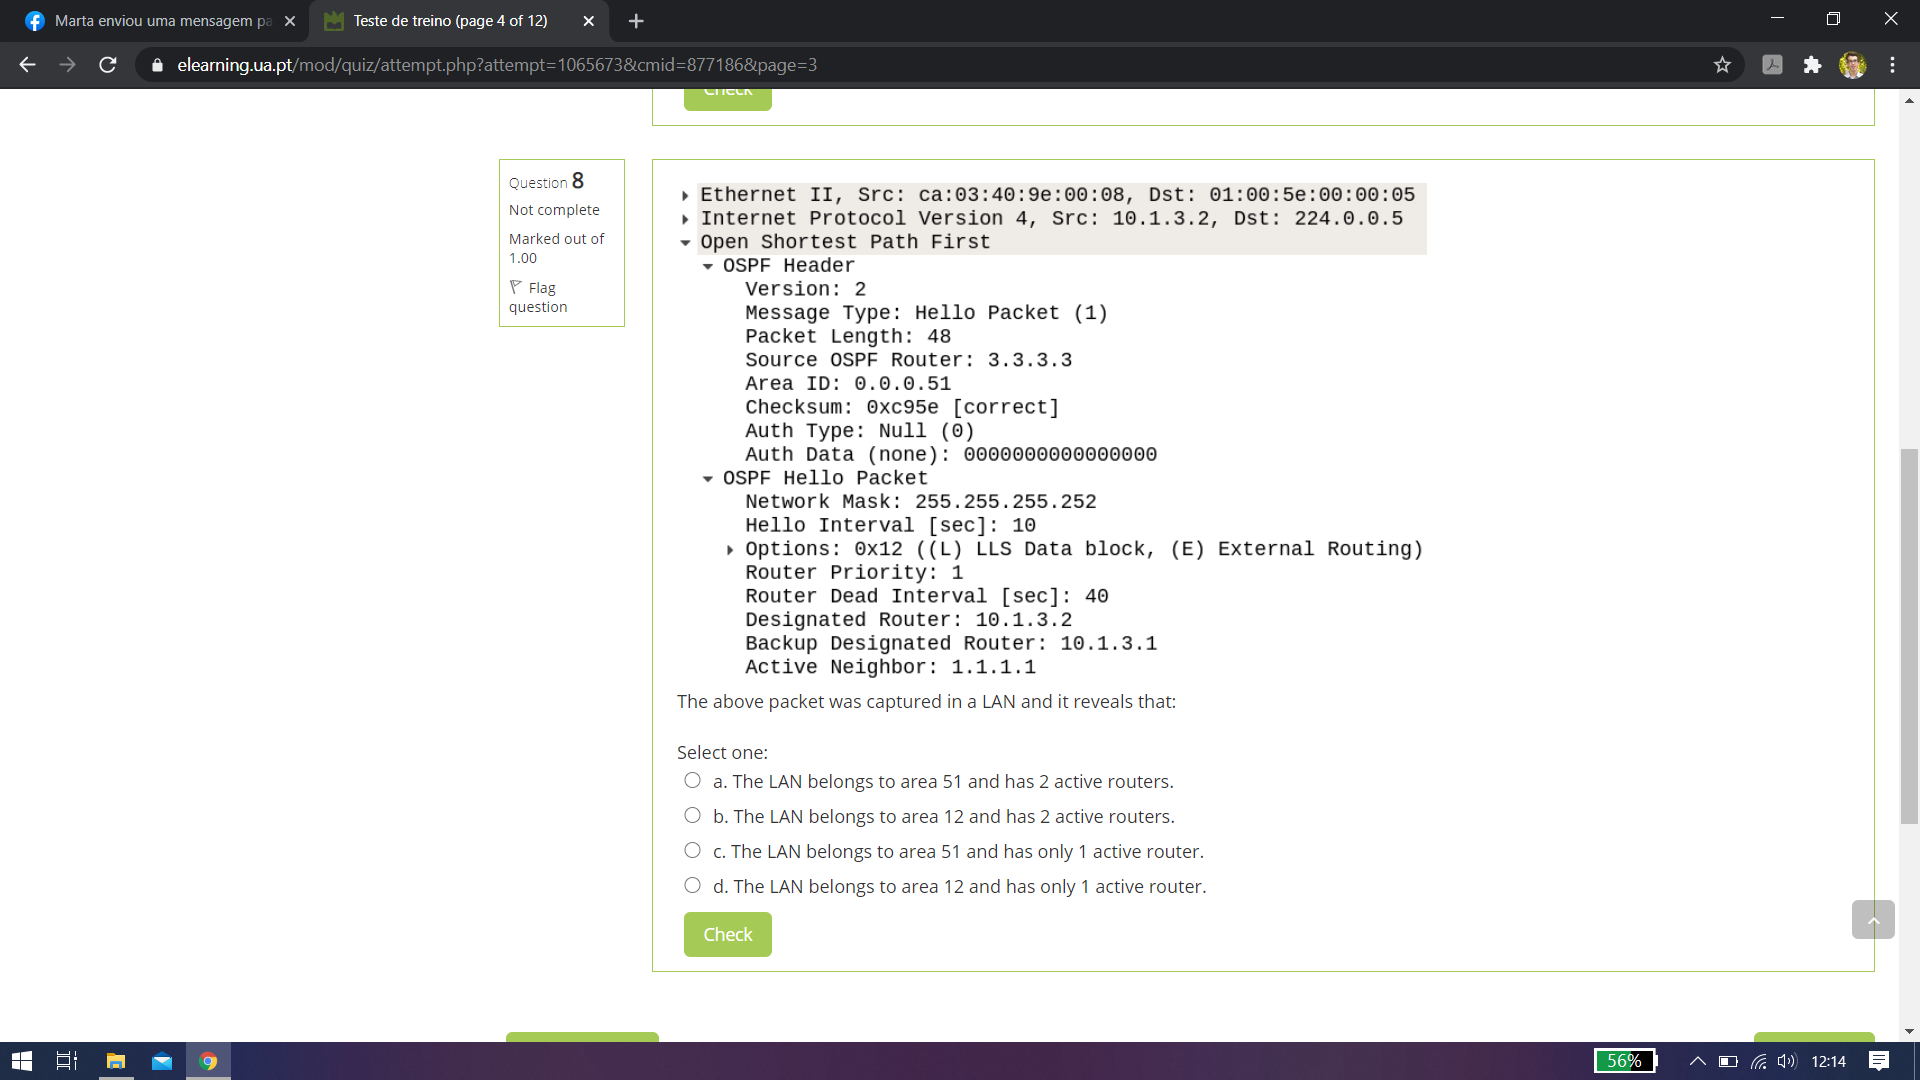 Marta enviou uma mensagem pa
Teste de treino (page 4 of 12)
elearning.ua.pt/mod/quiz/attempt.php?attempt=1065673&cmid=877186&page=3
Check
Question 8
Not complete
Marked out of
1.00
Flag
question
Ethernet II, Src: ca:03:40:9e:00:08, Dst: 01:00:5e:00:00:05
Internet Protocol Version 4, Src: 10.1.3.2, Dst: 224.0.0.5
Open Shortest Path First
OSPF Header
Version: 2
Message Type: Hello Packet (1)
Packet Length: 48
Source OSPF Router: 3.3.3.3
Area ID: 0.0.0.51
Checksum: 0xc95e [correct]
Auth Type: Null (0)
Auth Data (none): 0000000000000000
OSPF Hello Packet
Network Mask: 255.255.255.252
Hello Interval [sec]: 10
Options: 0x12 ((L) LLS Data block, (E) External Routing)
Router Priority: 1
Router Dead Interval [sec]: 40
Designated Router: 10.1.3.2
Backup Designated Router: 10.1.3.1
Active Neighbor: 1.1.1.1
The above packet was captured in a LAN and it reveals that:
Select one:
a. The LAN belongs to area 51 and has 2 active routers.
b. The LAN belongs to area 12 and has 2 active routers.
c. The LAN belongs to area 51 and has only 1 active router.
d. The LAN belongs to area 12 and has only 1 active router.
Check
56%
12:14